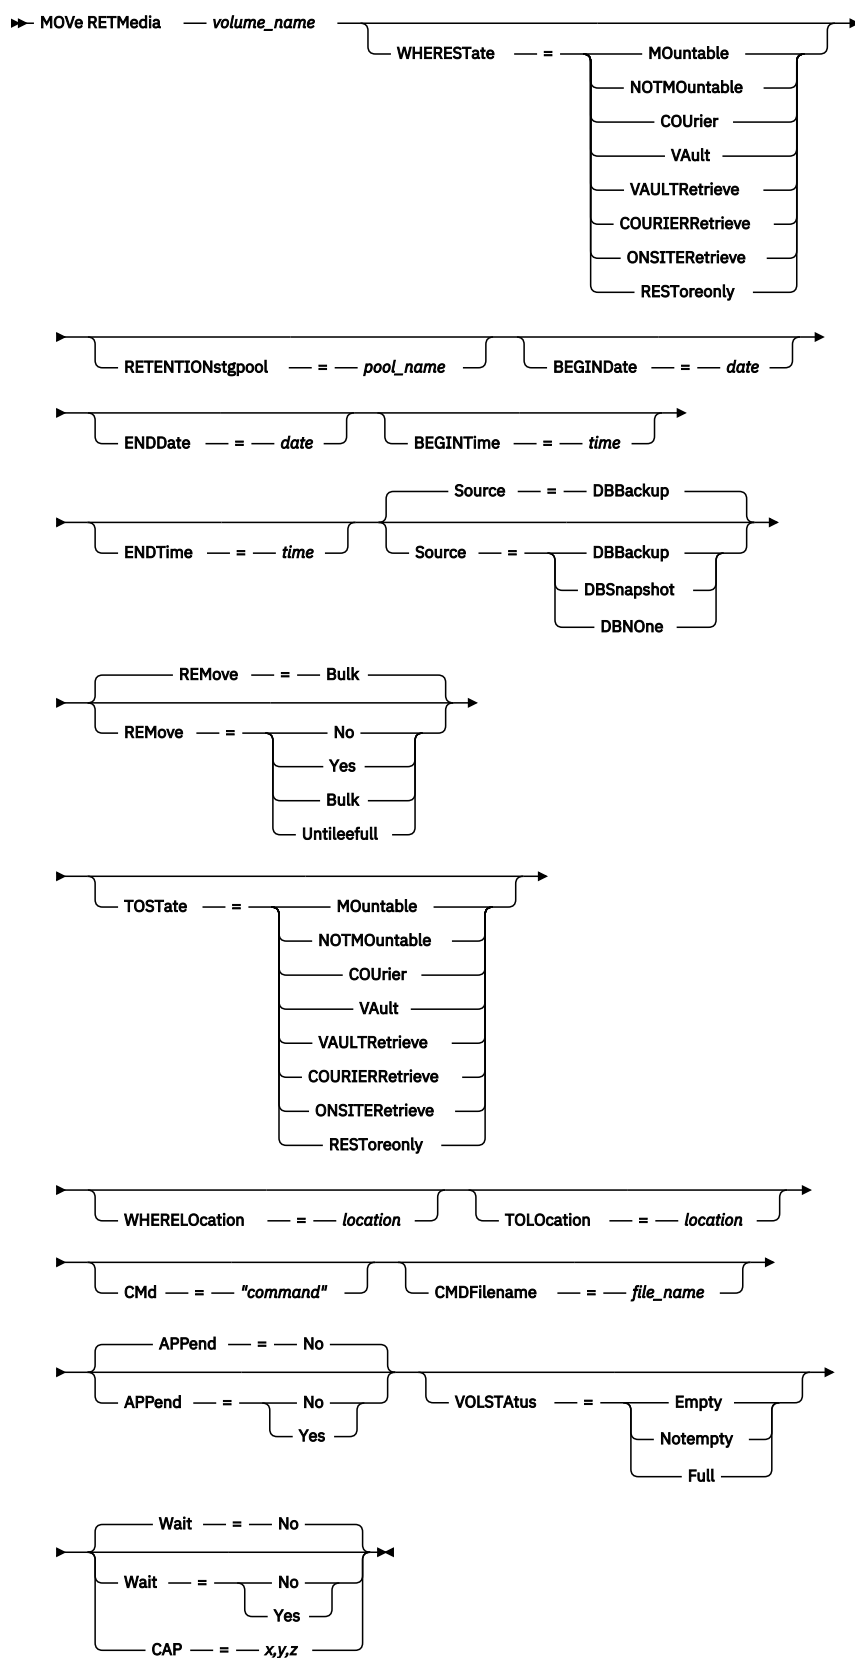 MOVe RETMedia volume_name
WHERESTate = MOuntable
NOTMOuntable
COUrier
VAult
VAULTRetrieve
COURIERRetrieve
ONSITERetrieve
RESToreonly
RETENTIONstgpool = pool_name BEGINDate = date
ENDDate = date BEGINTime = time
Source = DBBackup
ENDTime = time Source = DBBackup
DBSnapshot
DBNOne
REMove = Bulk
REMove = No
Yes
Bulk
Untileefull
TOSTate = MOuntable
NOTMOuntable
COUrier
VAult
VAULTRetrieve
COURIERRetrieve
ONSITERetrieve
RESToreonly
WHERELOcation = location TOLOcation = location
CMd = "command" CMDFilename = file_name
APPend = No
APPend = No VOLSTAtus = Empty
Yes Notempty
Full
Wait = No
Wait = No
Yes
CAP = x,y,z